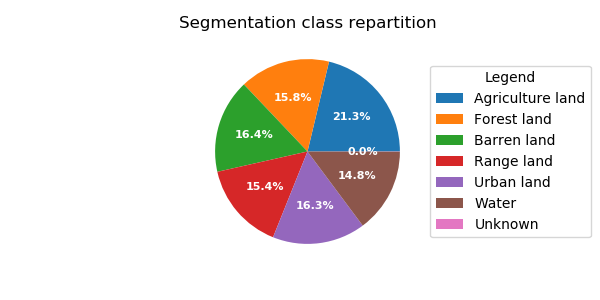 Segmentation class repartition
21.3%
15.8%
16.4%
15.4%
16.3%
14.8%
0.0%
Legend
Agriculture land
Forest land
Barren land
Range land
Urban land
Water
Unknown